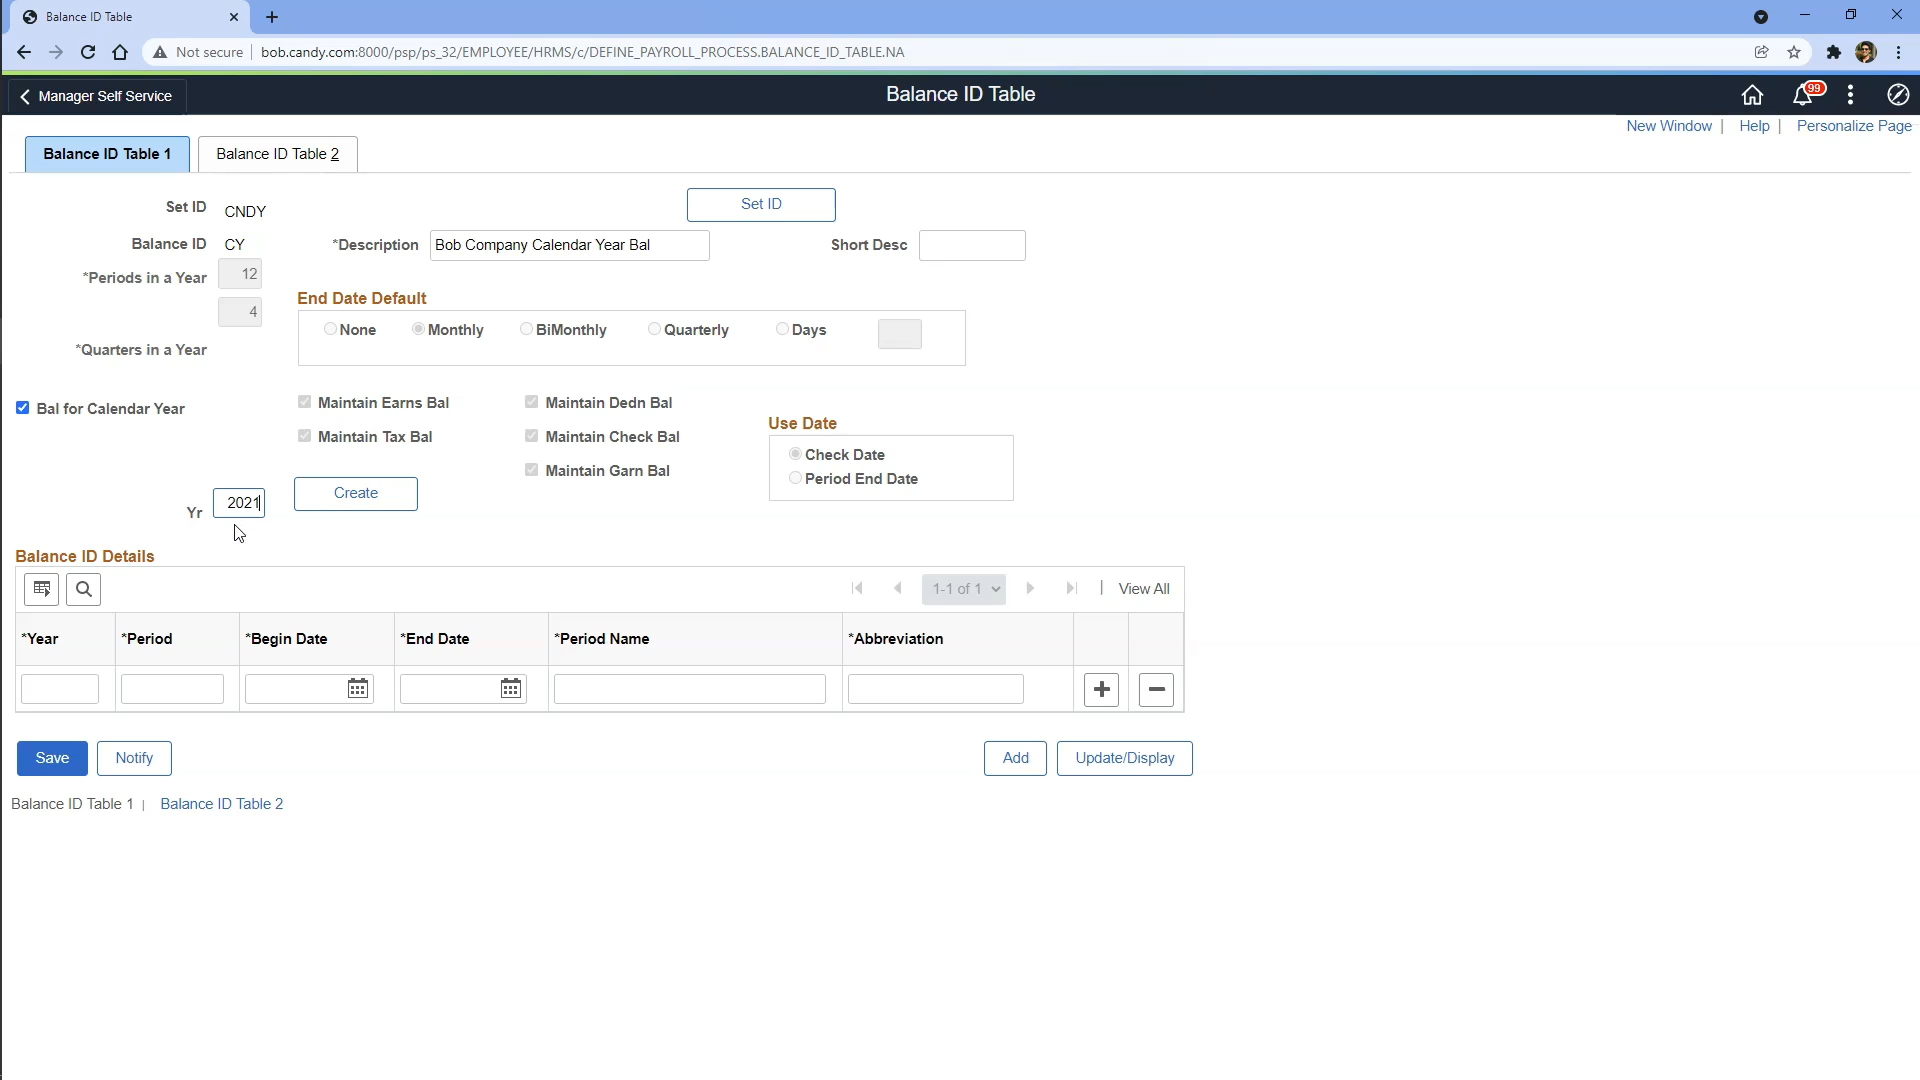 Balance ID Table
Not secure
bob.candy.com:8000/psp/ps_32/EMPLOYEE/HRMS/c/DEFINE_PAYROLL_PROCESS.BALANCE_ID_TABLE.NA
Manager Self Service
Balance ID Table
99
New Window | Help | Personalize Page
Balance ID Table 1
Balance ID Table 2
Set ID CNDY
Set ID
Balance ID CY
*Description Bob Company Calendar Year Bal
Short Desc
*Periods in a Year 12
4
*Quarters in a Year
End Date Default
None Monthly BiMonthly Quarterly Days
Bal for Calendar Year
Maintain Earns Bal
Maintain Dedn Bal
Maintain Tax Bal
Maintain Check Bal
Maintain Garn Bal
Use Date
Check Date
Period End Date
Yr 2021
Create
Balance ID Details
1-1 of 1 | View All
*Year *Period *Begin Date *End Date *Period Name *Abbreviation
Save Notify Add Update/Display
Balance ID Table 1 | Balance ID Table 2